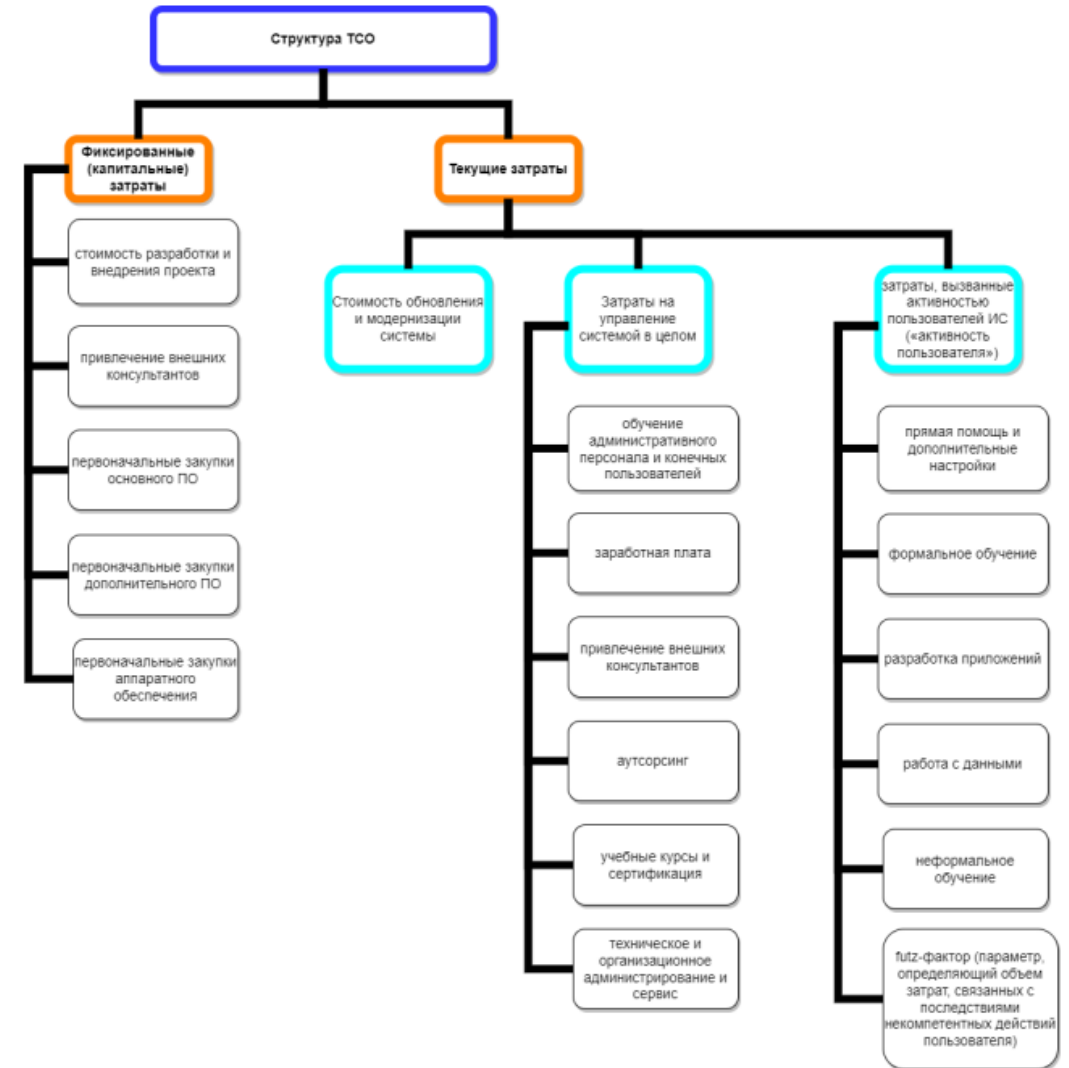 Структура ТСО
Фиксированные
(капитальные)
затраты
стоимость разработки и
внедрения проекта
привлечение внешних
консультантов
первоначальные закупки
основного ПО
первоначальные закупки
дополнительного ПО
первоначальные закупки
аппаратного
обеспечения
Текущие затраты
Стоимость обновления
и модернизации
системы
Затраты на
управление
системой в целом
обучение
административного
персонала и конечных
пользователей
заработная плата
привлечение внешних
консультантов
аутсорсинг
учебные курсы и
сертификация
техническое и
организационное
администрирование и
сервис
затраты, вызванные
активностью
пользователей ИС
(«активность
пользователя»)
прямая помощь и
дополнительные
настройки
формальное обучение
разработка приложений
работа с данными
неформальное
обучение
futz-фактор (параметр,
определяющий объем
затрат, связанных с
последствиями
некомпетентных действий
пользователя)